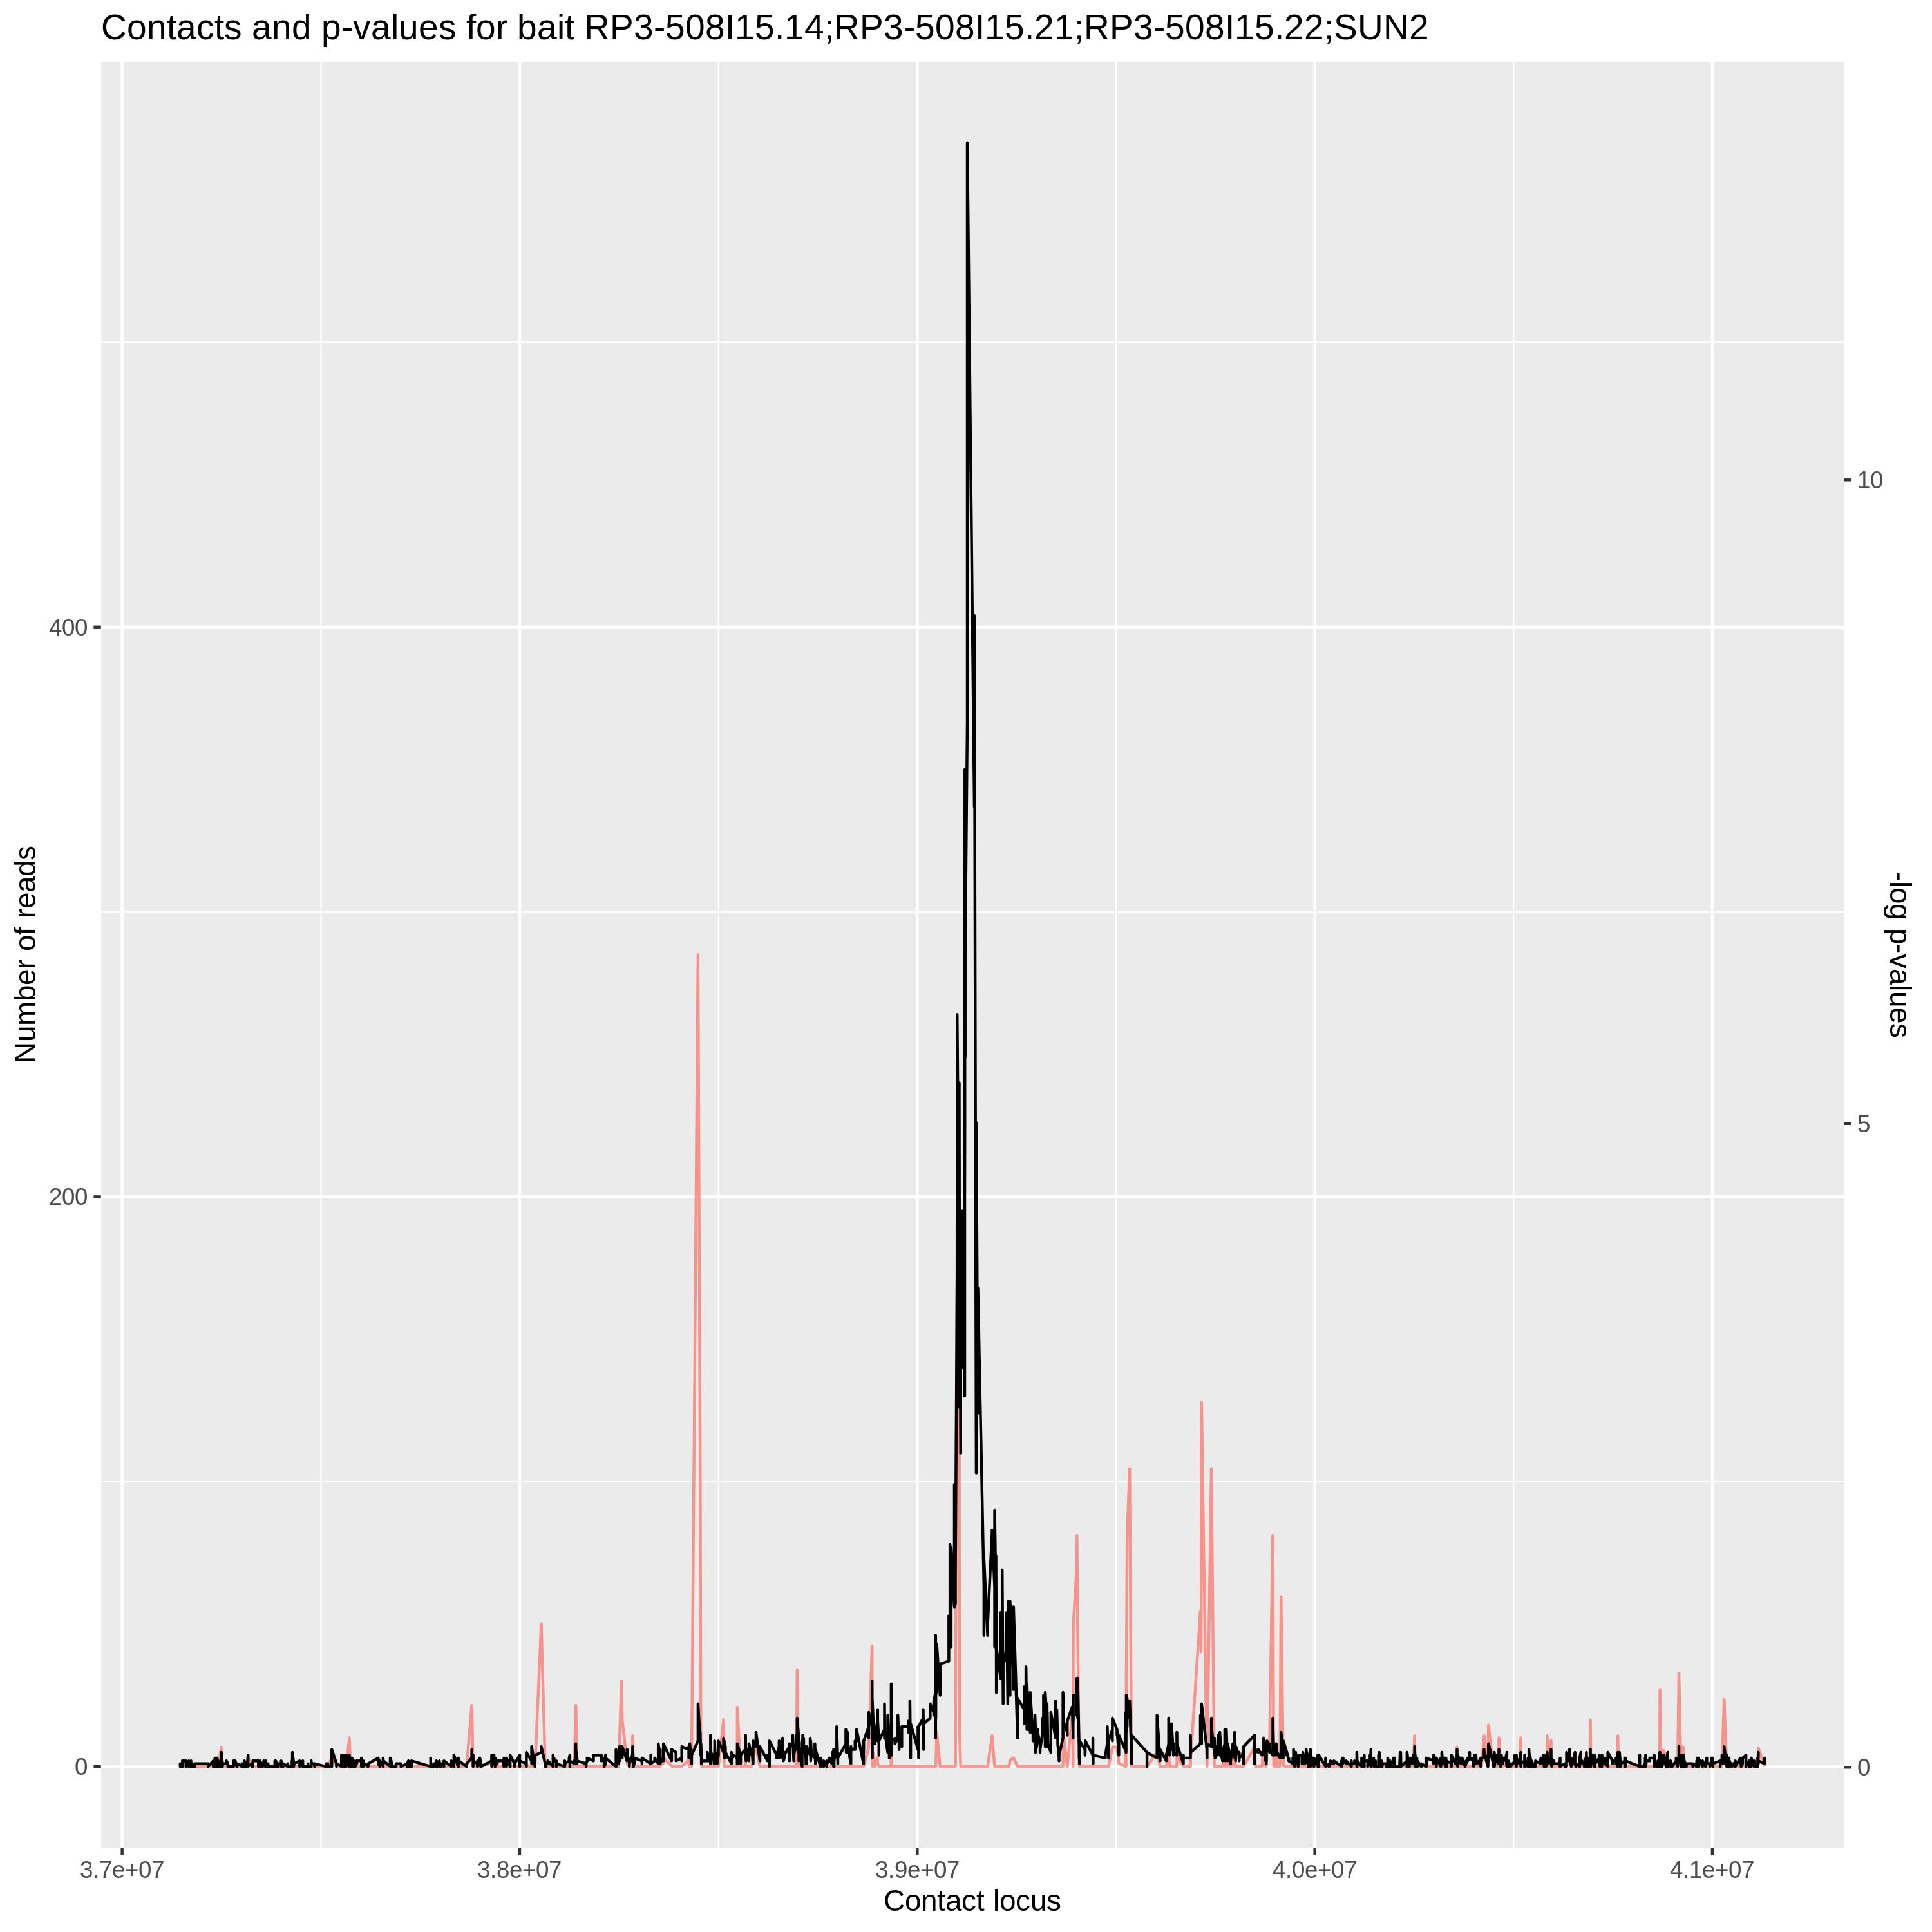 Contacts and p-values for bait RP3-508I15.14;RP3-508I15.21;RP3-508I15.22;SUN2
Number of reads
400
200
0
10
5
0
-log p-values
3.7e+07
3.8e+07
3.9e+07
4.0e+07
4.1e+07
Contact locus